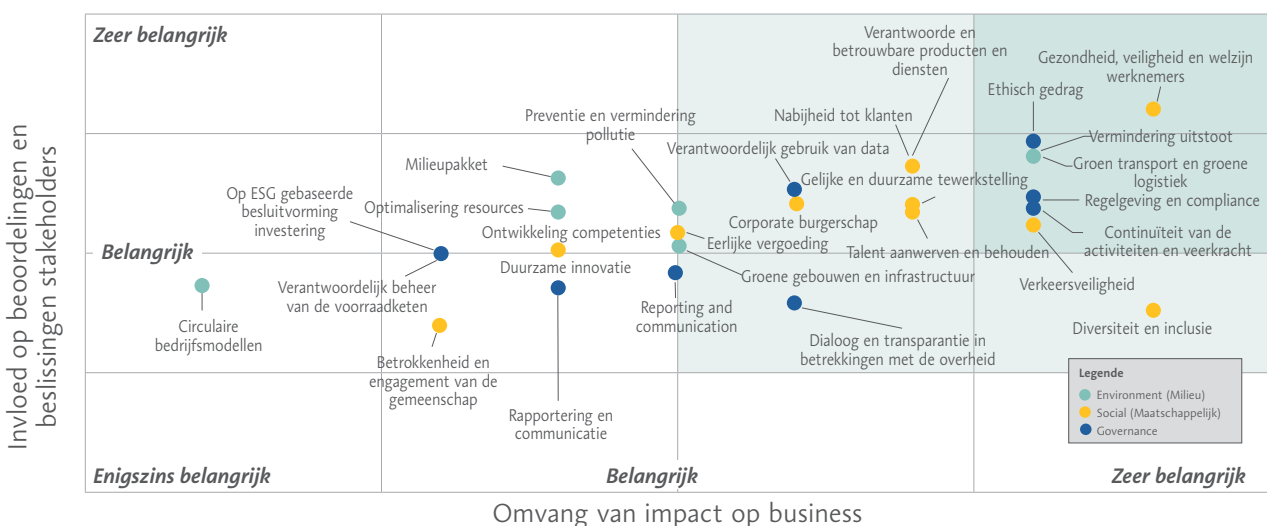 Invloed op beoordelingen en
beslissingen stakeholders
Zeer belangrijk
Verantwoorde en
betrouwbare producten en
diensten
Gezondheid, veiligheid en welzijn
werknemers
Ethisch gedrag
Preventie en vermindering
pollutie
Nabijheid tot klanten
Vermindering uitstoot
Milieupakket
Verantwoordelijk gebruik van data
Groen transport en groene
logistiek
Op ESG gebaseerde
besluitvorming
investering
Optimalisering resources
Gelijke en duurzame tewerkstelling
Regelgeving en compliance
Ontwikkeling competenties
Corporate burgerschap
Eerlijke vergoeding
Talent aanwerven en behouden
Continuïteit van de
activiteiten en veerkracht
Belangrijk
Duurzame innovatie
Groene gebouwen en infrastructuur
Verkeersveiligheid
Verantwoordelijk beheer
van de voorraadketen
Reporting and
communication
Circulaire
bedrijfsmodellen
Diversiteit en inclusie
Dialoog en transparantie in
betrekkingen met de overheid
Betrokkenheid en
engagement van de
gemeenschap
Rapportering en
communicatie
Legende
Environment (Milieu)
Social (Maatschappelijk)
Governance
Enigszins belangrijk
Belangrijk
Zeer belangrijk
Omvang van impact op business